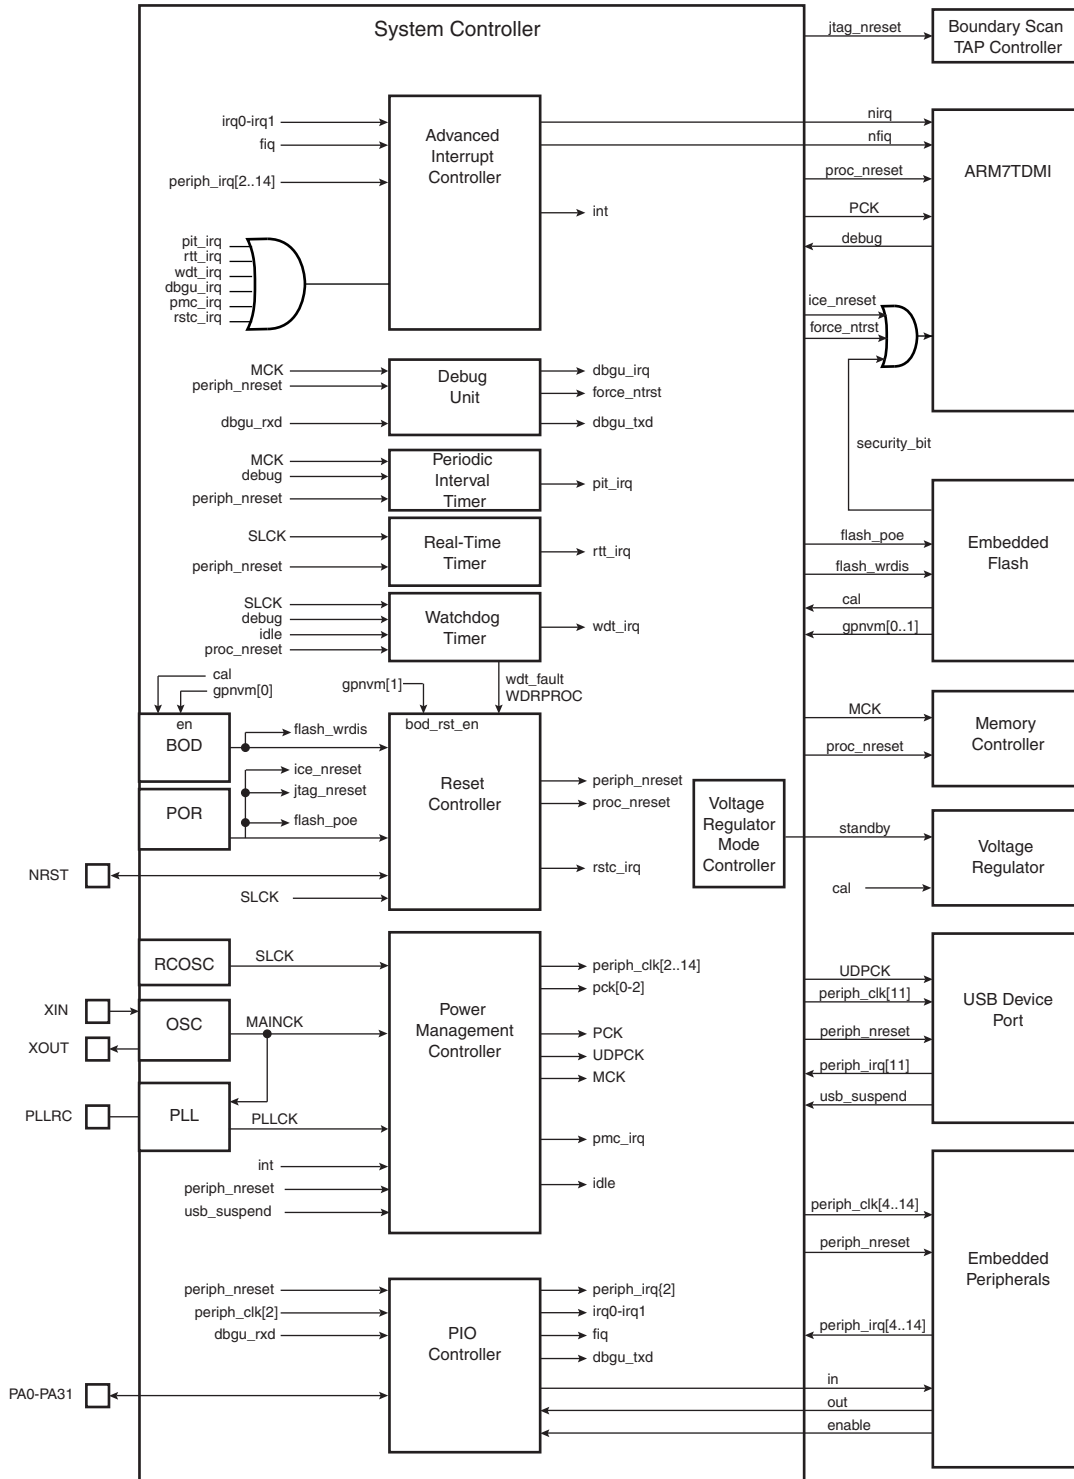 System Controller
jtag_nreset
Boundary Scan
TAP Controller
irq0-irq1
fiq
periph_irq[2..14]
Advanced
Interrupt
Controller
int
nirq
nfiq
proc_nreset
PCK
debug
ARM7TDMI
pit_irq
rtt_irq
wdt_irq
dbgu_irq
pmc_irq
rstc_irq
ice_nreset
force_ntrst
security_bit
MCK
periph_nreset
dbgu_rxd
Debug
Unit
dbgu_irq
force_ntrst
dbgu_txd
MCK
debug
periph_nreset
Periodic
Interval
Timer
pit_irq
SLCK
periph_nreset
Real-Time
Timer
rtt_irq
flash_poe
flash_wrdis
cal
gpnvm[0..1]
Embedded
Flash
SLCK
debug
idle
proc_nreset
Watchdog
Timer
wdt_irq
cal
gpnvm[0]
gpnvm[1]
wdt_fault
WDRPROC
en
BOD
flash_wrdis
POR
ice_nreset
jtag_nreset
flash_poe
bod_rst_en
Reset
Controller
periph_nreset
proc_nreset
rstc_irq
NRST
SLCK
MCK
proc_nreset
Memory
Controller
Voltage
Regulator
Mode
Controller
standby
cal
Voltage
Regulator
RCOSC
SLCK
XIN
XOUT
OSC
MAINCK
PLLRC
PLL
PLLCK
int
periph_nreset
usb_suspend
Power
Management
Controller
periph_clk[2..14]
pck[0-2]
PCK
UDPCK
MCK
pmc_irq
idle
UDPCK
periph_clk[11]
periph_nreset
periph_irq[11]
usb_suspend
USB Device
Port
periph_clk[4..14]
periph_nreset
periph_irq[4..14]
Embedded
Peripherals
periph_nreset
periph_clk[2]
dbgu_rxd
PA0-PA31
PIO
Controller
periph_irq{2]
irq0-irq1
fiq
dbgu_txd
in
out
enable